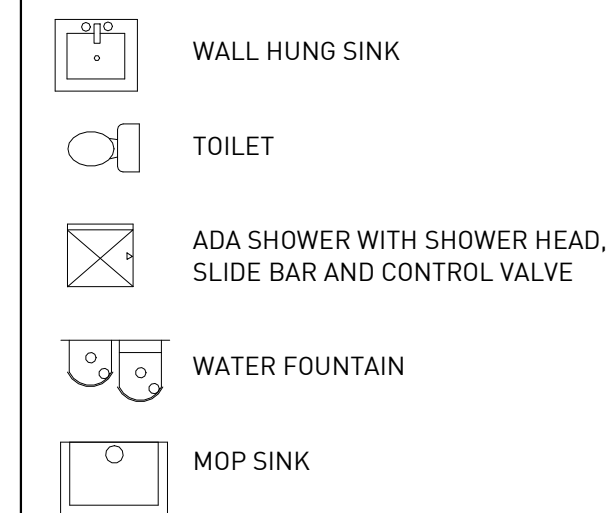 WALL HUNG SINK
TOILET
ADA SHOWER WITH SHOWER HEAD,
SLIDE BAR AND CONTROL VALVE
WATER FOUNTAIN
MOP SINK